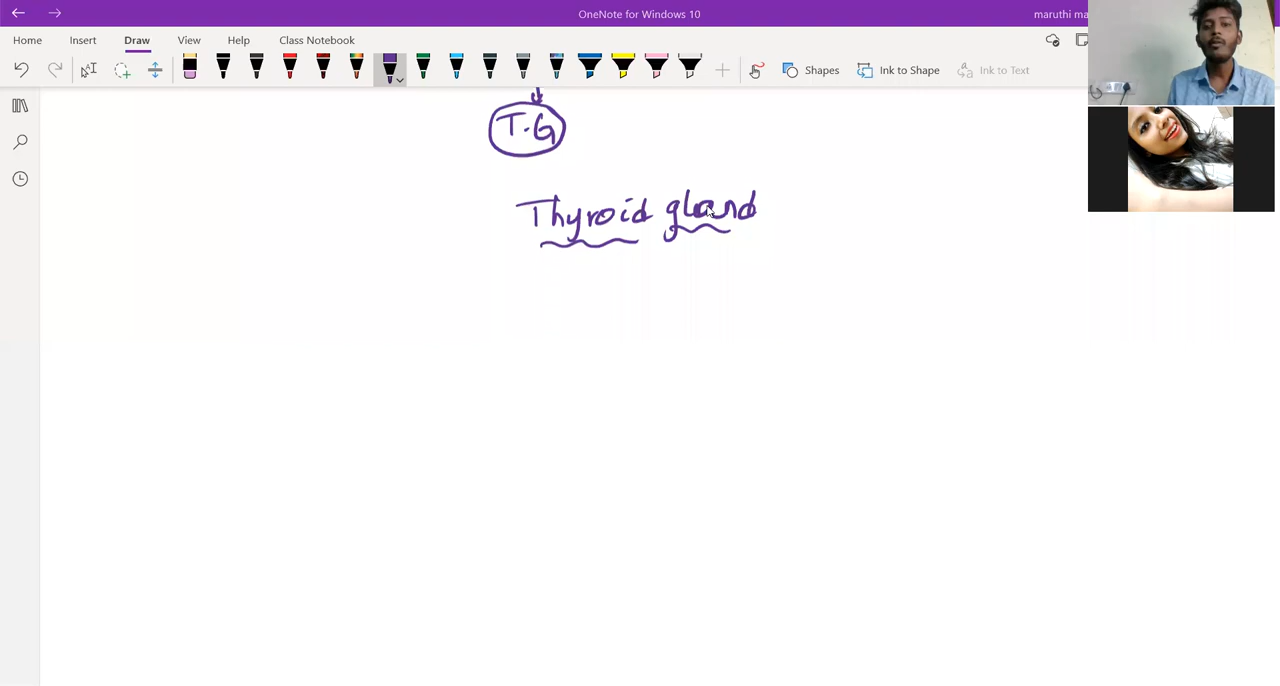 OneNote for Windows 10
maruthi ma
Home Insert Draw View Help Class Notebook
Shapes Ink to Shape Ink to Text
T.G
Thyroid gland